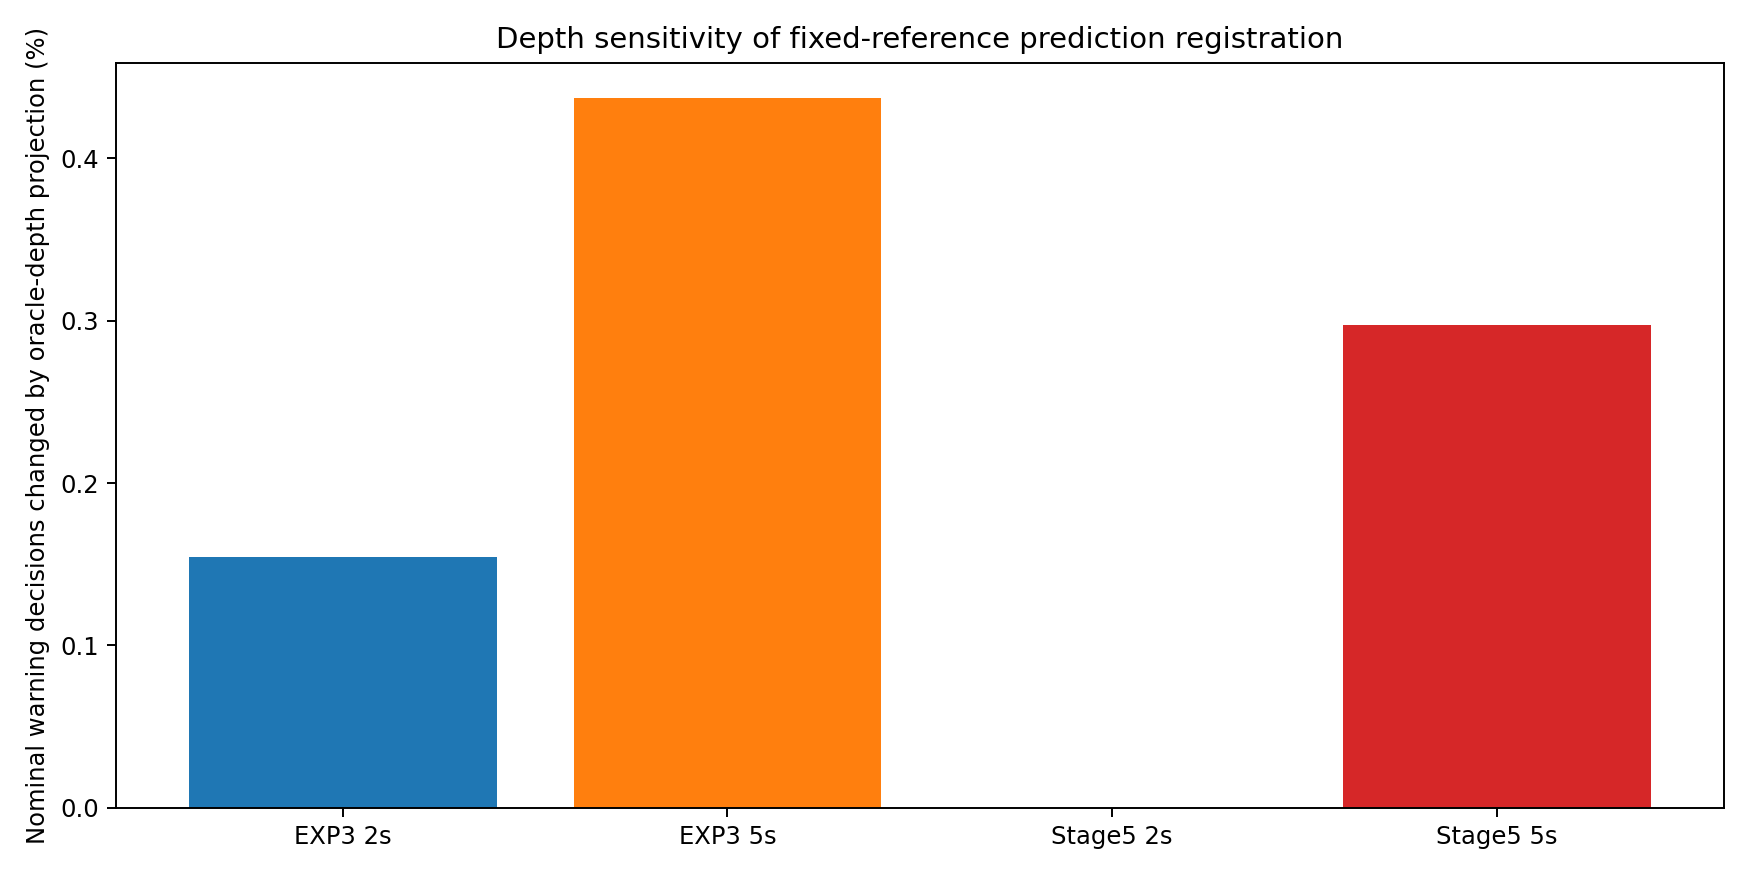 Depth sensitivity of fixed-reference prediction registration
Nominal warning decisions changed by oracle-depth projection (%)
0.4
0.3
0.2
0.1
0.0
EXP3 2s
EXP3 5s
Stage5 2s
Stage5 5s